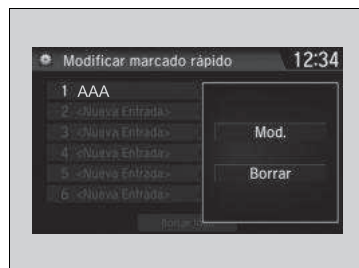 Modificar marcado rápido 12:34
1 AAA
2 <Nueva Entrada>
3 <Nueva Entrada>
4 <Nueva Entrada>
5 <Nueva Entrada>
6 <Nueva Entrada>
Mod.
Borrar